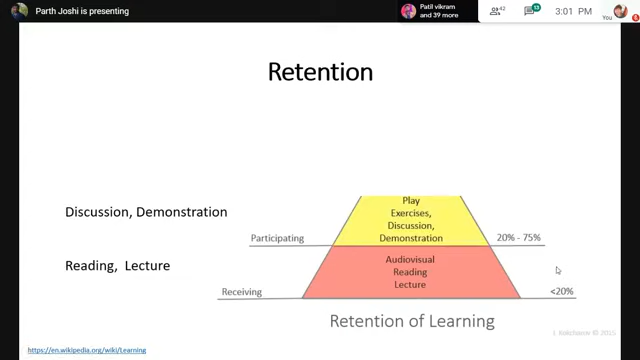 Parth Joshi is presenting
Patil vikram
and 39 more
42
13
3:01 PM
You
Retention
Discussion, Demonstration
Reading, Lecture
Play
Exercises,
Discussion,
Demonstration
Participating
20% - 75%
Audiovisual
Reading
Lecture
Receiving
<20%
Retention of Learning
© 2015
https://en.wikipedia.org/wiki/Learning